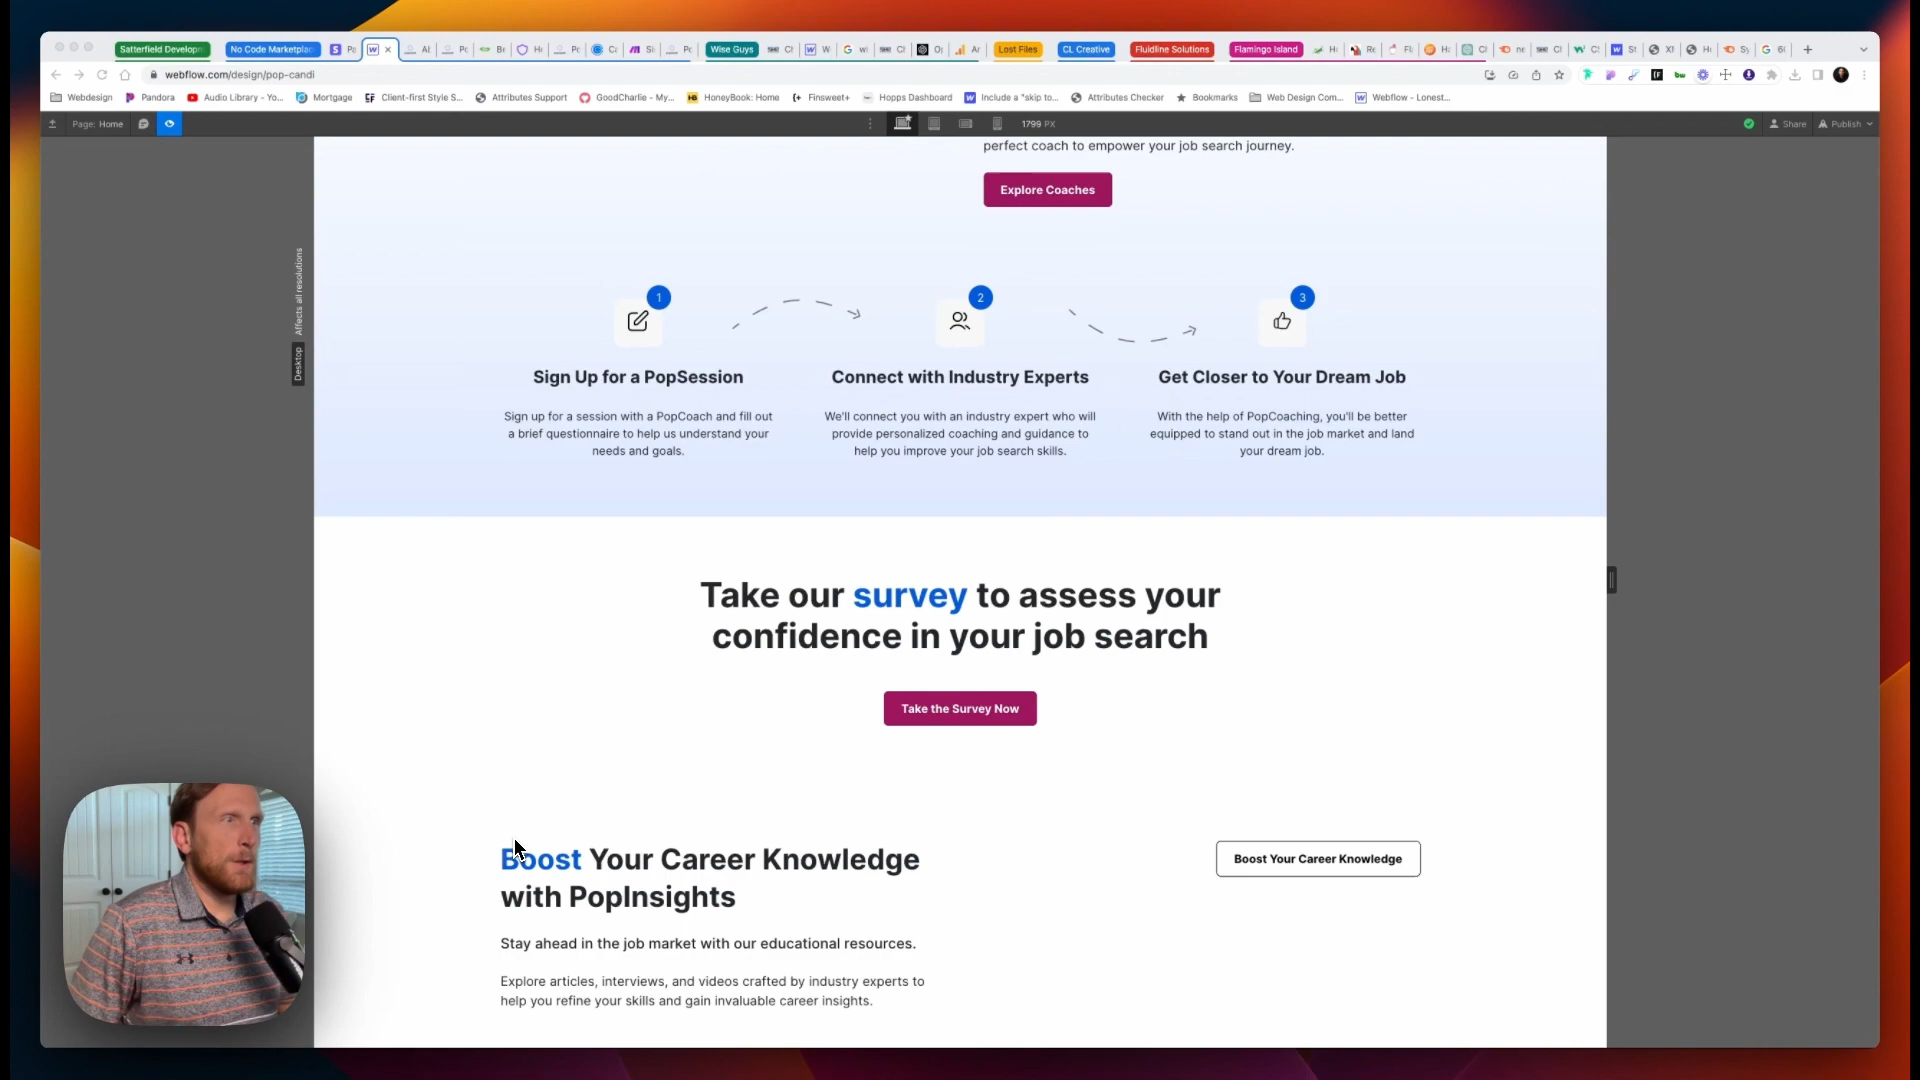 Satterfield Developm
No Code Marketplac
Wise Guys
Lost Files
CL Creative
Fluidline Solutions
Flamingo Island
webflow.com/design/pop-candi
Webdesign
Pandora
Audio Library - Yo...
Mortgage
Client-first Style S...
Attributes Support
GoodCharlie - My...
HoneyBook: Home
Finsweet+
Hopps Dashboard
Include a "skip to...
Attributes Checker
Bookmarks
Web Design Com...
Webflow - Lonest...
Page: Home
1799 PX
Share
Publish
perfect coach to empower your job search journey.
Explore Coaches
Affects all resolutions
Desktop
1
2
3
Sign Up for a PopSession
Connect with Industry Experts
Get Closer to Your Dream Job
Sign up for a session with a PopCoach and fill out
a brief questionnaire to help us understand your
needs and goals.
We'll connect you with an industry expert who will
provide personalized coaching and guidance to
help you improve your job search skills.
With the help of PopCoaching, you'll be better
equipped to stand out in the job market and land
your dream job.
Take our survey to assess your
confidence in your job search
Take the Survey Now
Boost Your Career Knowledge
with PopInsights
Boost Your Career Knowledge
Stay ahead in the job market with our educational resources.
Explore articles, interviews, and videos crafted by industry experts to
help you refine your skills and gain invaluable career insights.